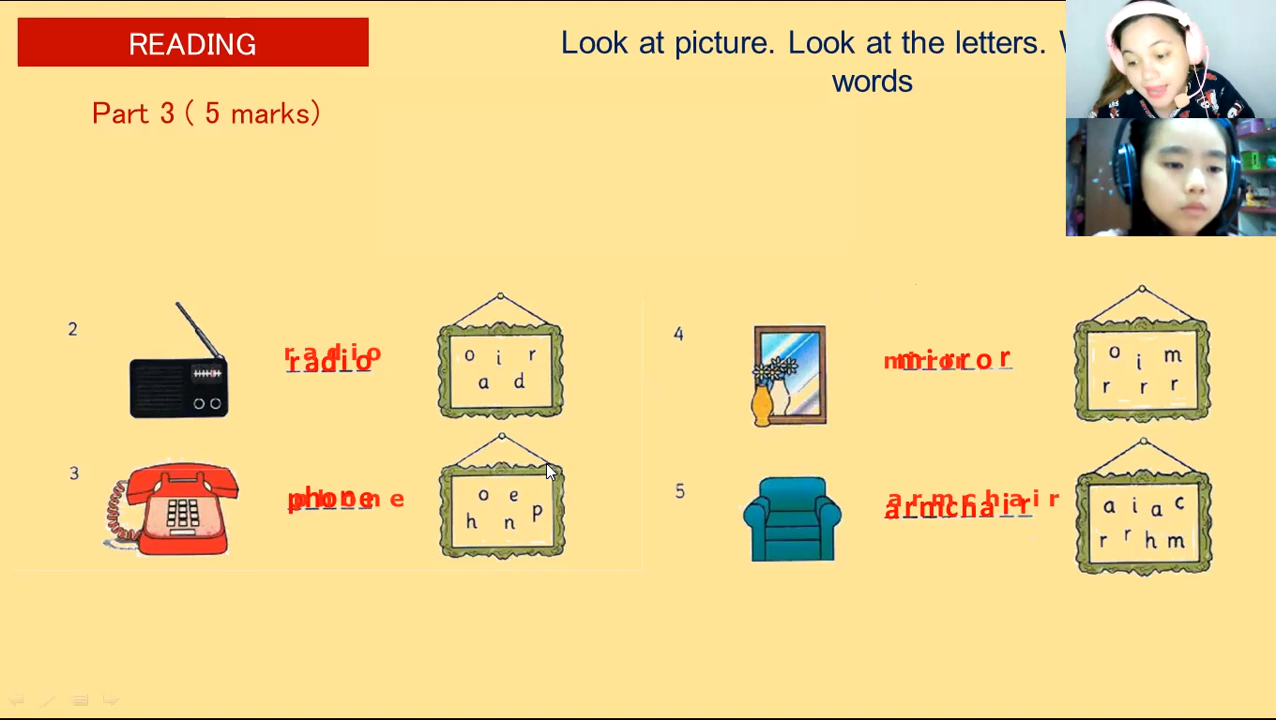 READING
Look at picture. Look at the letters. W
words
Part 3 ( 5 marks)
2
radio
radio
o i r
a d
3
phone
phone
o e
h n p
4
mirror
mirror
o i m
r r r
5
armchair
armchair
a i a c
r r h m